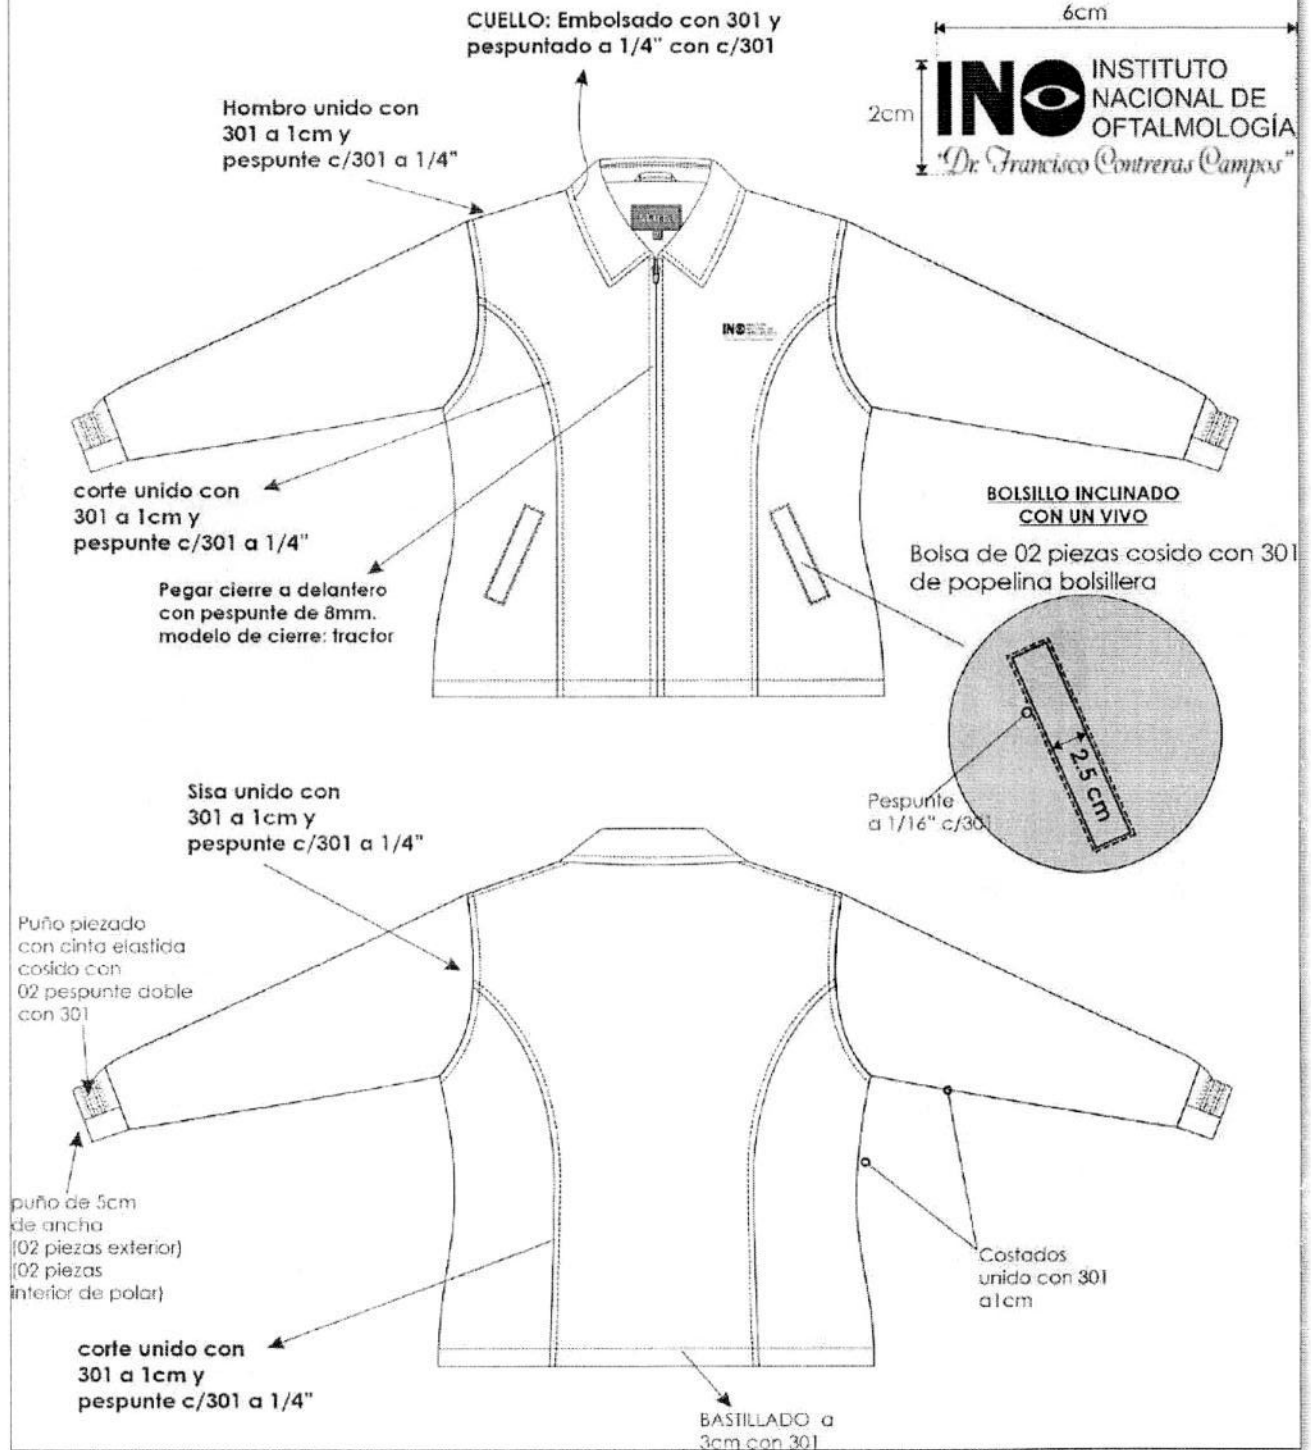 CUELLO: Embolsado con 301 y
pespuntado a 1/4" con c/301
6cm
2cm
INO
INSTITUTO
NACIONAL DE
OFTALMOLOGÍA
"Dr. Francisco Contreras Campos"
Hombro unido con
301 a 1cm y
pespunte c/301 a 1/4"
INO
corte unido con
301 a 1cm y
pespunte c/301 a 1/4"
Pegar cierre a delantero
con pespunte de 8mm.
modelo de cierre: tractor
BOLSILLO INCLINADO
CON UN VIVO
Bolsa de 02 piezas cosido con 301
de popelina bolsillera
2.5 cm
Pespunte
a 1/16" c/301
Sisa unido con
301 a 1cm y
pespunte c/301 a 1/4"
Puño piezado
con cinta elastida
cosido con
02 pespunte doble
con 301
puño de 5cm
de ancha
(02 piezas exterior)
(02 piezas
interior de polar)
Costados
unido con 301
a1cm
corte unido con
301 a 1cm y
pespunte c/301 a 1/4"
BASTILLADO a
3cm con 301